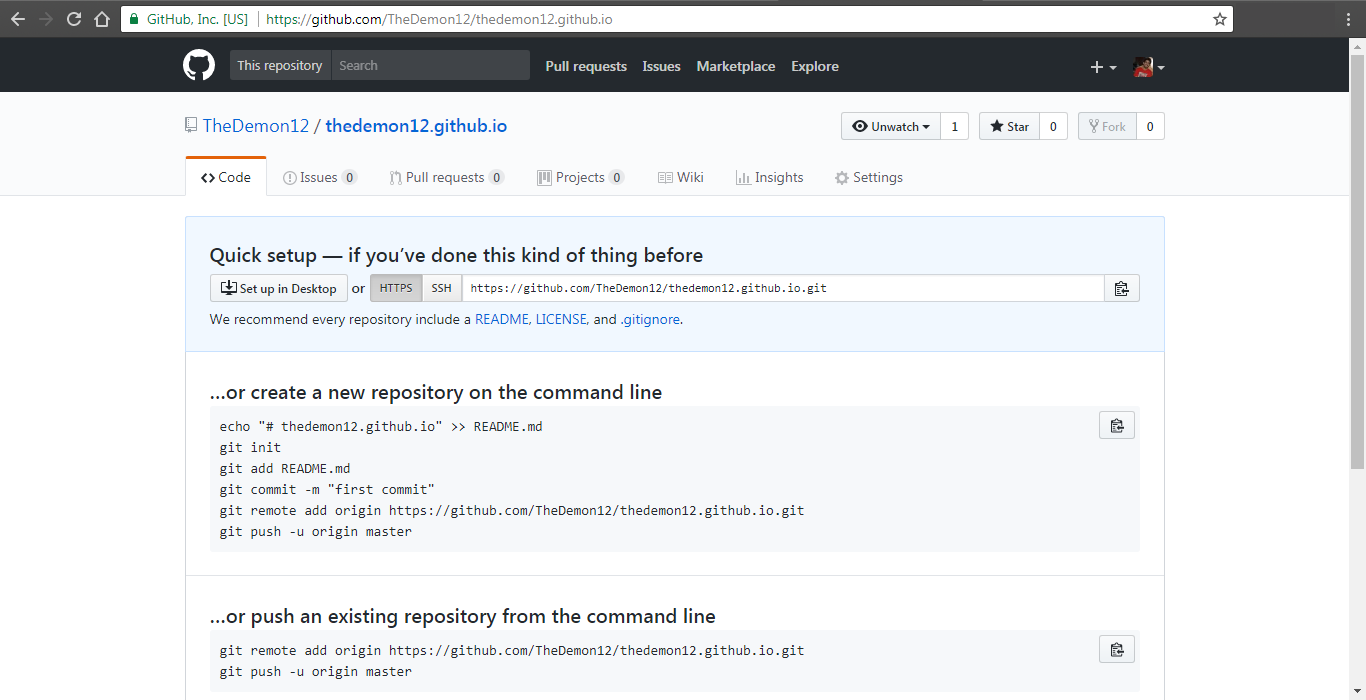 GitHub, Inc. [US] | https://github.com/TheDemon12/thedemon12.github.io
This repository Search Pull requests Issues Marketplace Explore
TheDemon12 / thedemon12.github.io
Unwatch 1 Star 0 Fork 0
<> Code Issues 0 Pull requests 0 Projects 0 Wiki Insights Settings
Quick setup — if you’ve done this kind of thing before
Set up in Desktop or HTTPS SSH https://github.com/TheDemon12/thedemon12.github.io.git
We recommend every repository include a README, LICENSE, and .gitignore.
…or create a new repository on the command line
echo "# thedemon12.github.io" >> README.md
git init
git add README.md
git commit -m "first commit"
git remote add origin https://github.com/TheDemon12/thedemon12.github.io.git
git push -u origin master
…or push an existing repository from the command line
git remote add origin https://github.com/TheDemon12/thedemon12.github.io.git
git push -u origin master